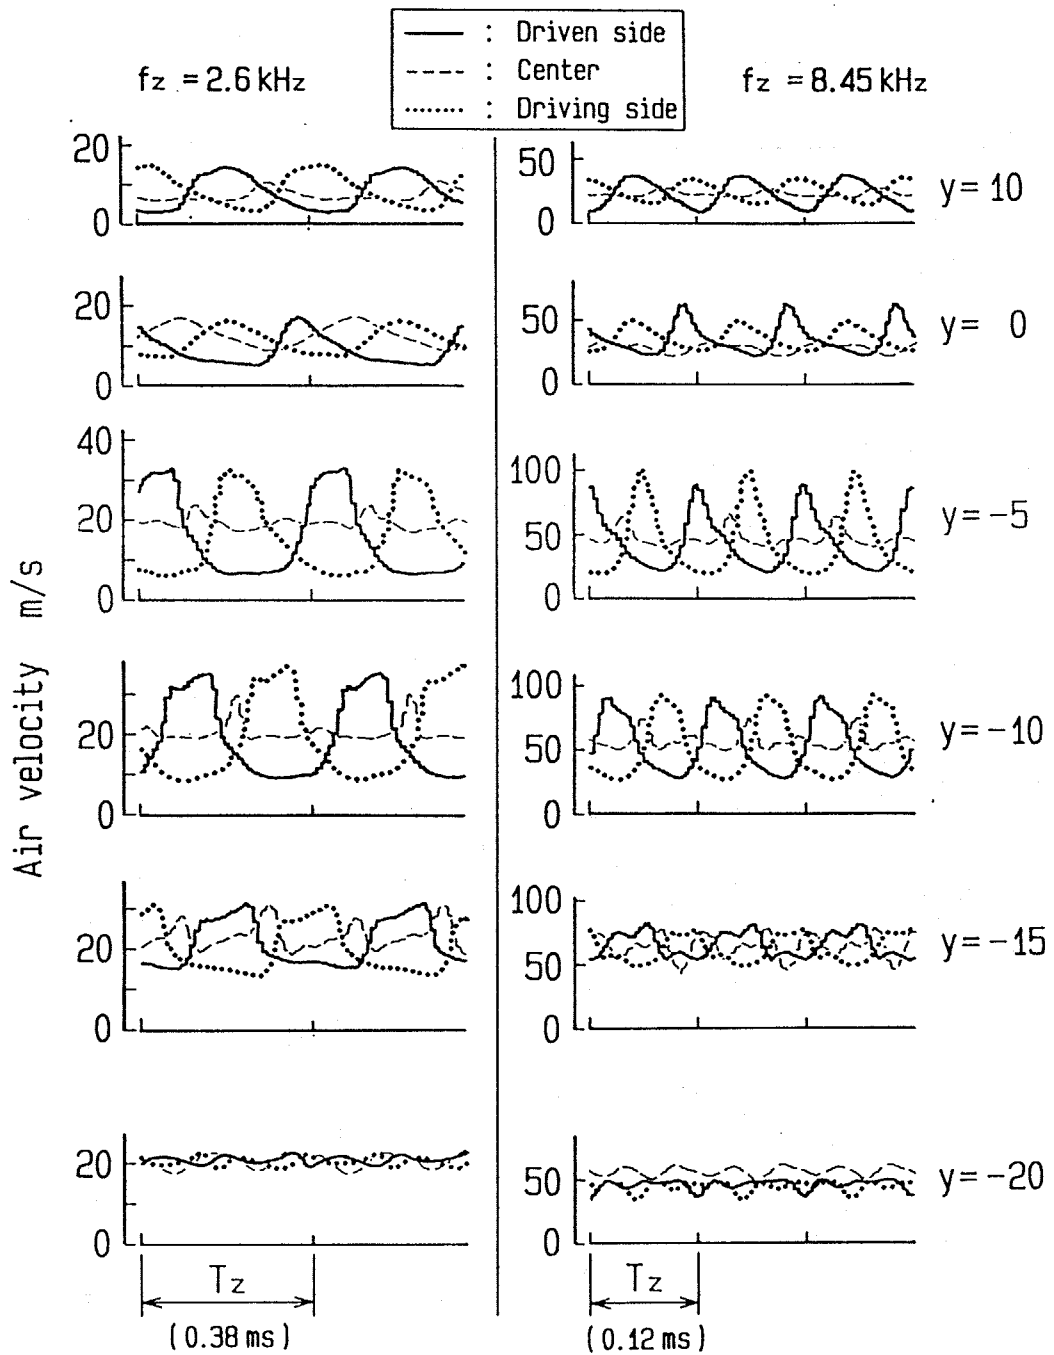 — : Driven side
--- : Center
..... : Driving side
fz = 2.6 kHz
fz = 8.45 kHz
Air velocity m/s
20
0
50
0
y = 10
20
0
50
0
y = 0
40
20
0
100
50
0
y = -5
20
0
100
50
0
y = -10
20
0
100
50
0
y = -15
20
0
50
0
y = -20
Tz
(0.38 ms)
Tz
(0.12 ms)